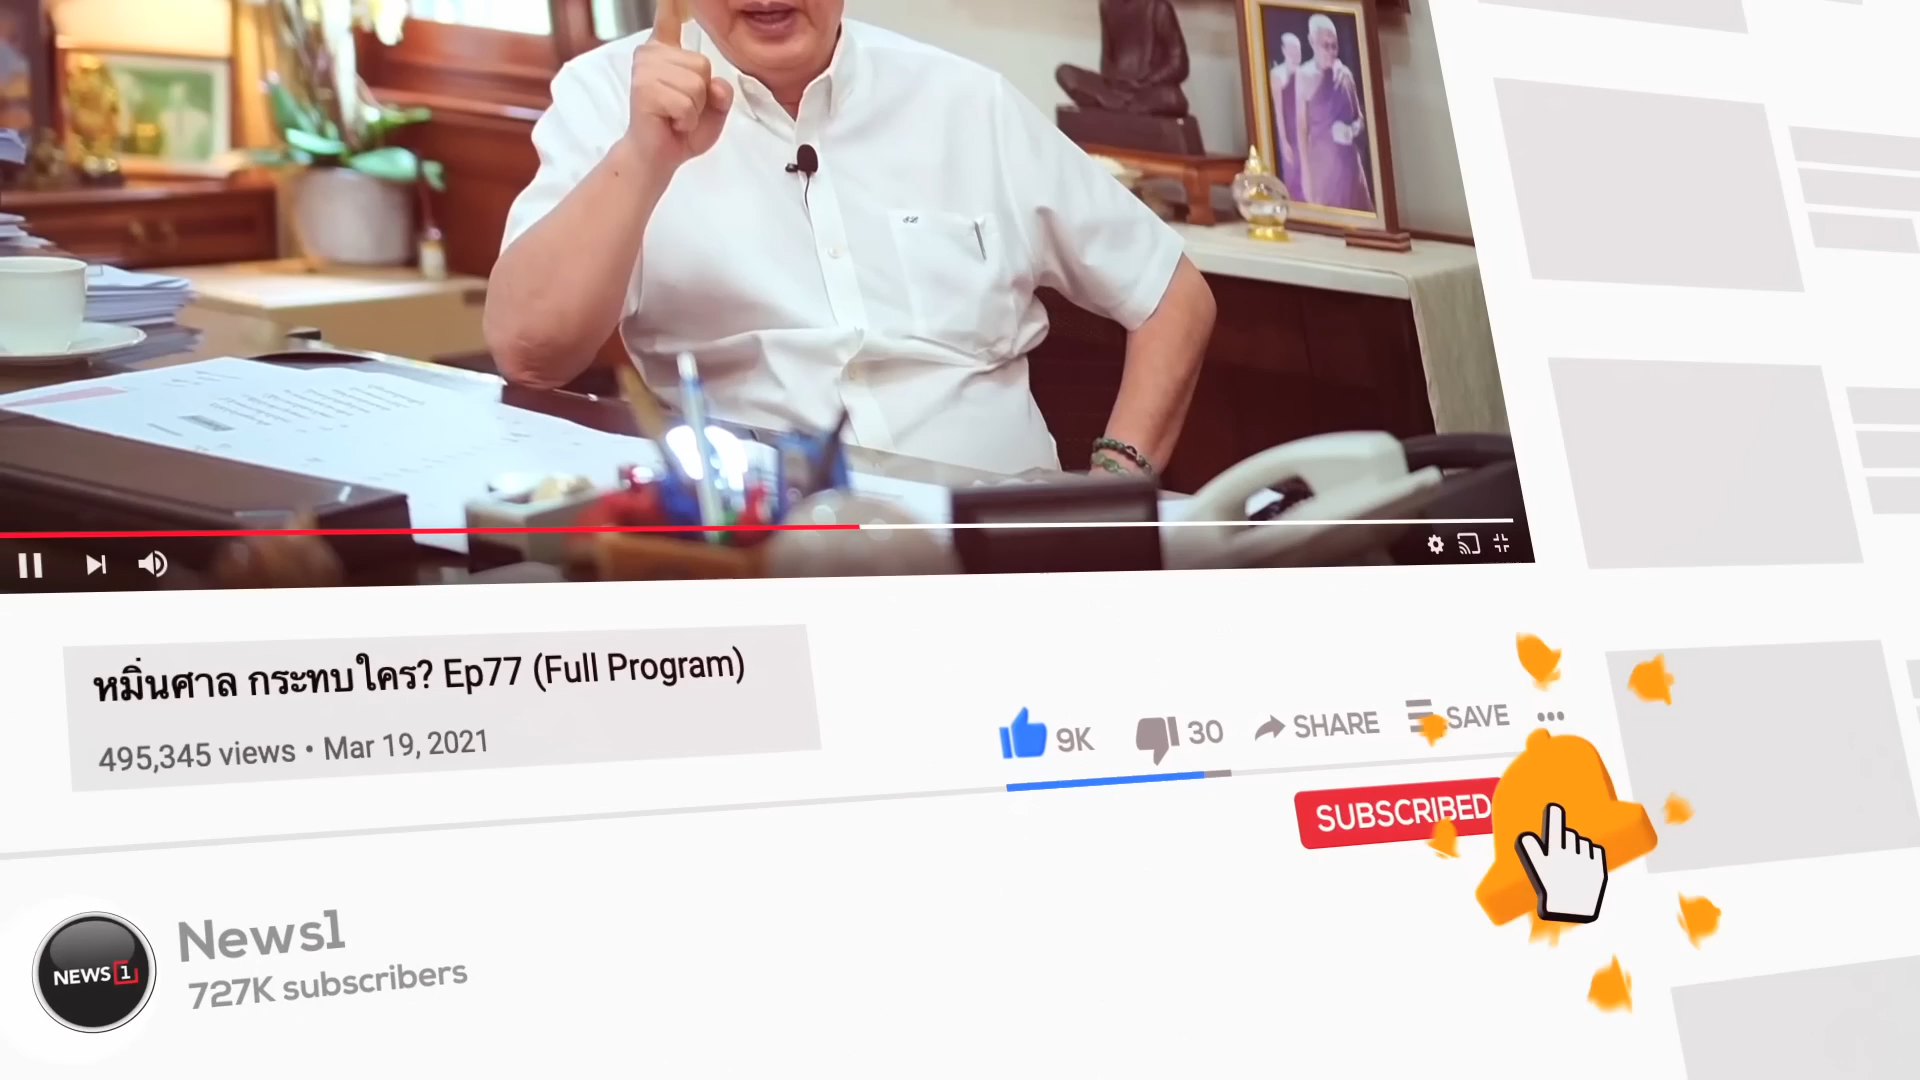 หมิ่นศาล กระทบใคร? Ep77 (Full Program)
495,345 views • Mar 19, 2021
9K
30
SHARE
SAVE
SUBSCRIBED
NEWS 1
News1
727K subscribers